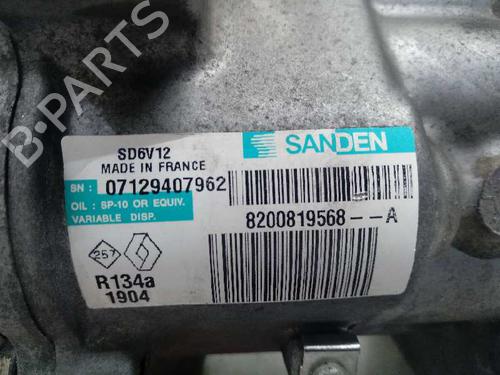 B-PARTS
SD6V12
MADE IN FRANCE
SANDEN
SN : 07129407962
OIL : SP-10 OR EQUIV.
VARIABLE DISP.
8200819568--A
257
R134a
1904